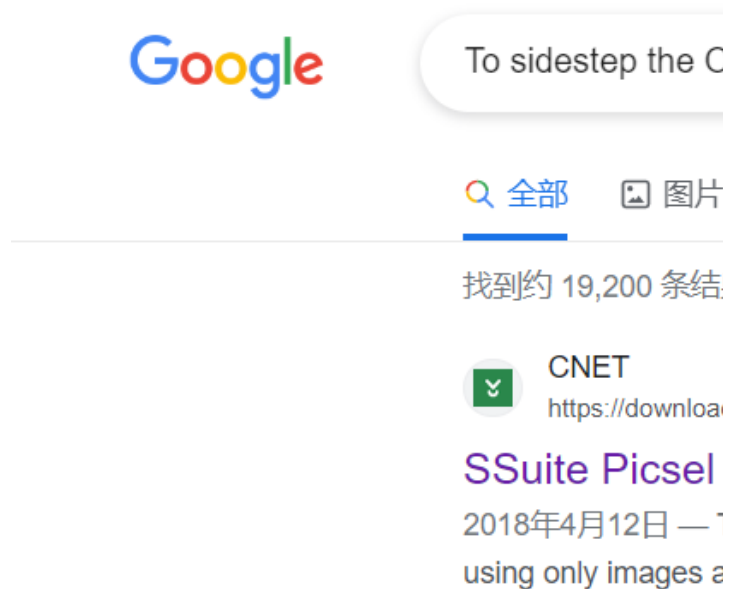 Google
To sidestep the
全部 图片
找到约 19,200 条结
CNET
https://downloa
SSuite Picsel
2018年4月12日 —
using only images a